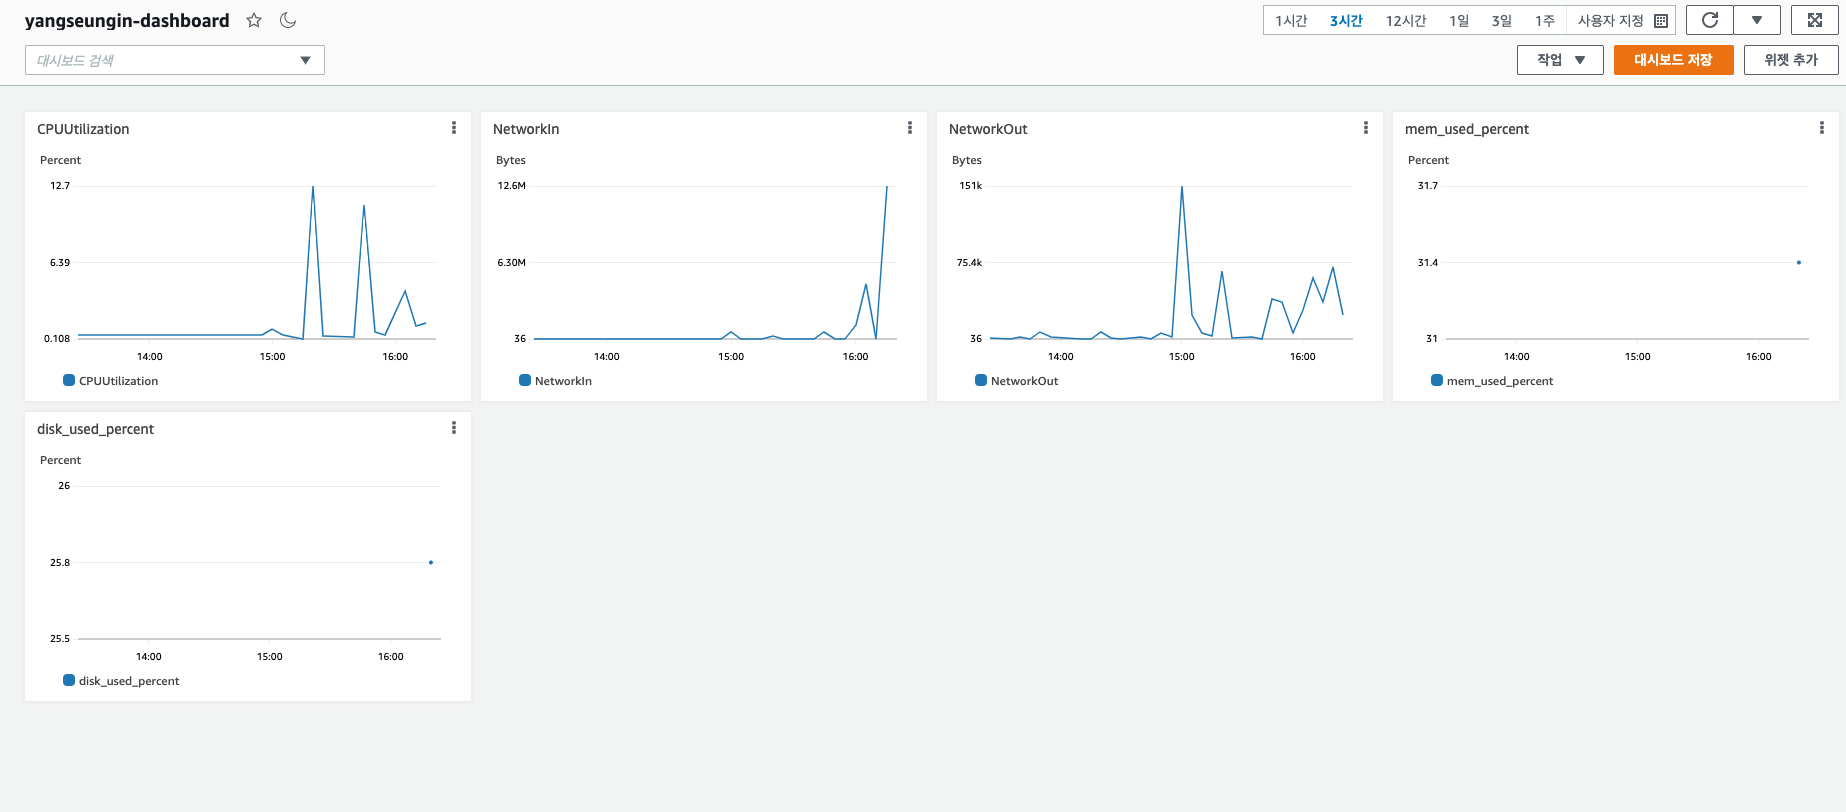 yangseungin-dashboard
1시간 3시간 12시간 1일 3일 1주 사용자 지정
대시보드 검색
작업
대시보드 저장
위젯 추가
CPUUtilization
Percent
12.7
6.39
0.108
14:00 15:00 16:00
CPUUtilization
NetworkIn
Bytes
12.6M
6.30M
36
14:00 15:00 16:00
NetworkIn
NetworkOut
Bytes
151k
75.4k
36
14:00 15:00 16:00
NetworkOut
mem_used_percent
Percent
31.7
31.4
31
14:00 15:00 16:00
mem_used_percent
disk_used_percent
Percent
26
25.8
25.5
14:00 15:00 16:00
disk_used_percent